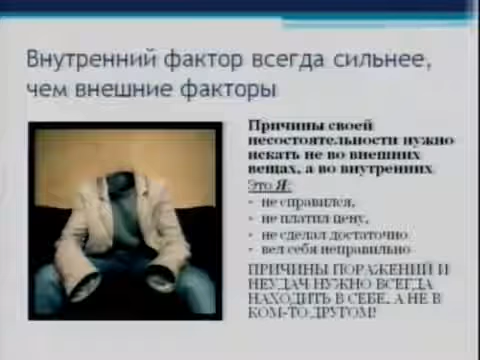 Внутренний фактор всегда сильнее,
чем внешние факторы
Причины своей
несостоятельности нужно
искать не во внешних
вещах, а во внутренних.
Это Я:
- не справился,
- не платил цену,
- не сделал достаточно
- вел себя неправильно
ПРИЧИНЫ ПОРАЖЕНИЙ И
НЕУДАЧ НУЖНО ВСЕГДА
НАХОДИТЬ В СЕБЕ, А НЕ В
КОМ-ТО ДРУГОМ!